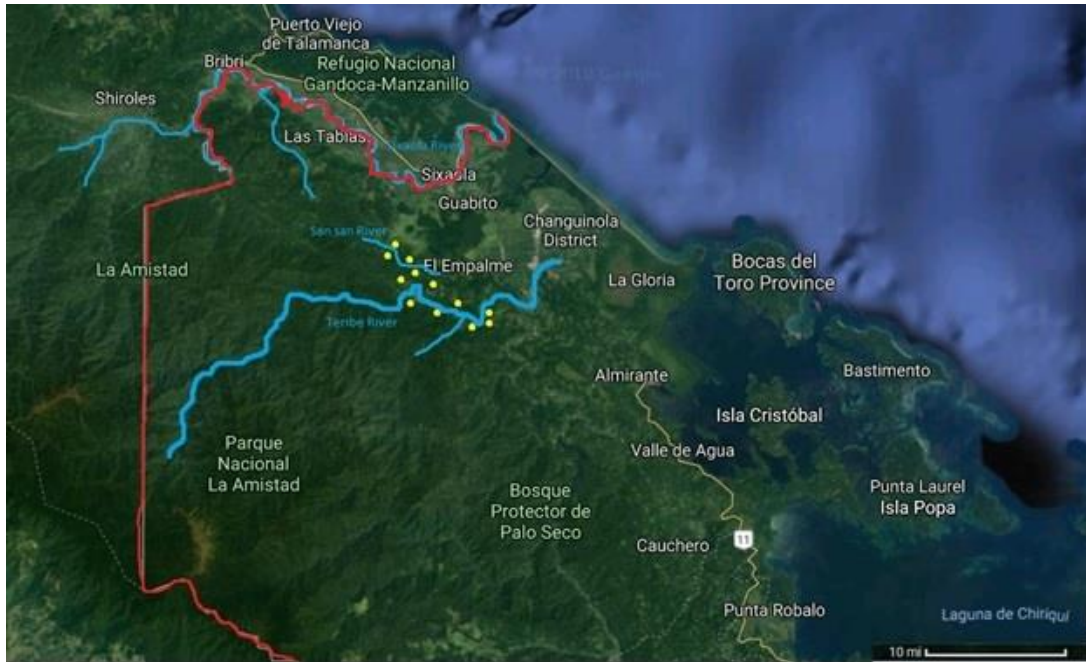 Puerto Viejo
de Talamanca
Bribri
Refugio Nacional
Gandoca-Manzanillo
Shiroles
Las Tablas
Sixaola River
Sixaola
Guabito
Changuinola
District
San san River
El Empalme
La Amistad
La Gloria
Bocas del
Toro Province
Teribe River
Almirante
Bastimento
Isla Cristóbal
Parque
Nacional
La Amistad
Valle de Agua
Bosque
Protector de
Palo Seco
Punta Laurel
Isla Popa
Cauchero
11
Punta Robalo
Laguna de Chiriquí
10 mi